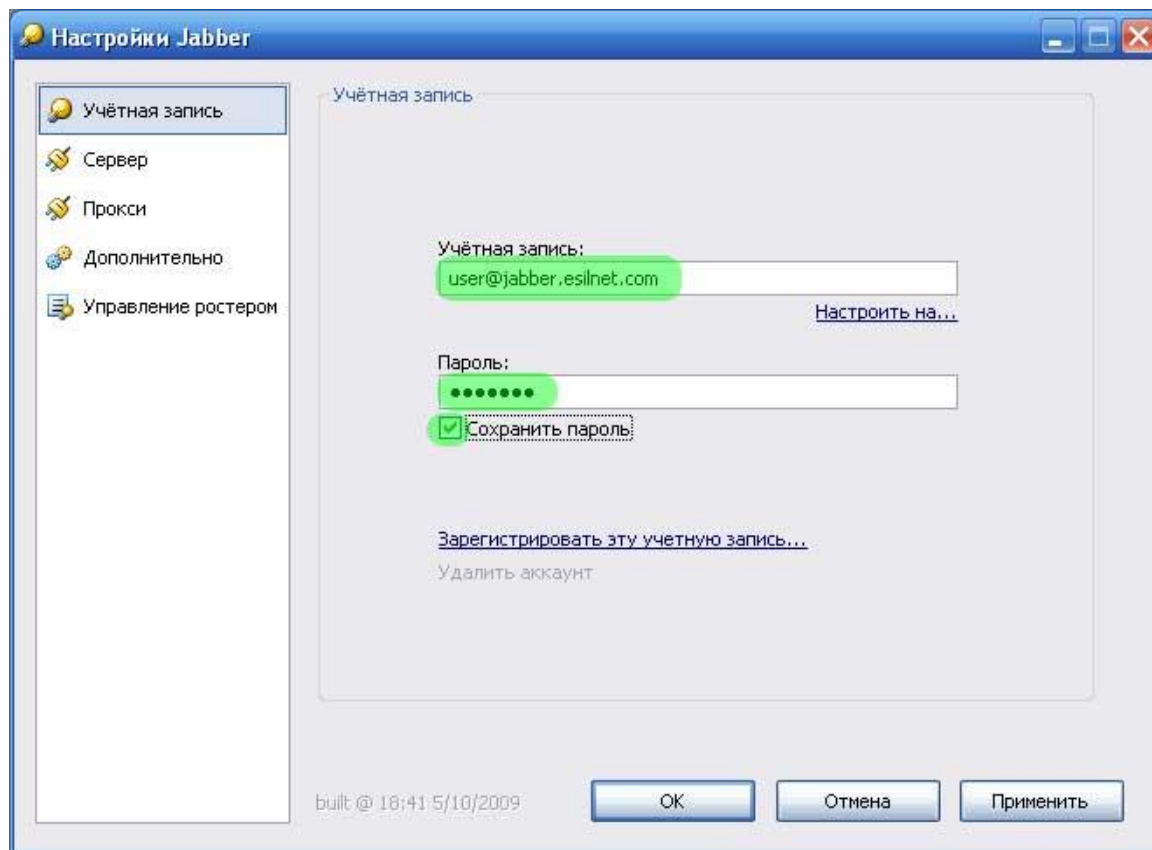 Настройки Jabber
Учётная запись
Сервер
Прокси
Дополнительно
Управление ростером
Учётная запись
Учётная запись:
user@jabber.esilnet.com
Настроить на...
Пароль:
•••••••
Сохранить пароль
Зарегистрировать эту учетную запись...
Удалить аккаунт
built @ 18:41 5/10/2009
ОК
Отмена
Применить